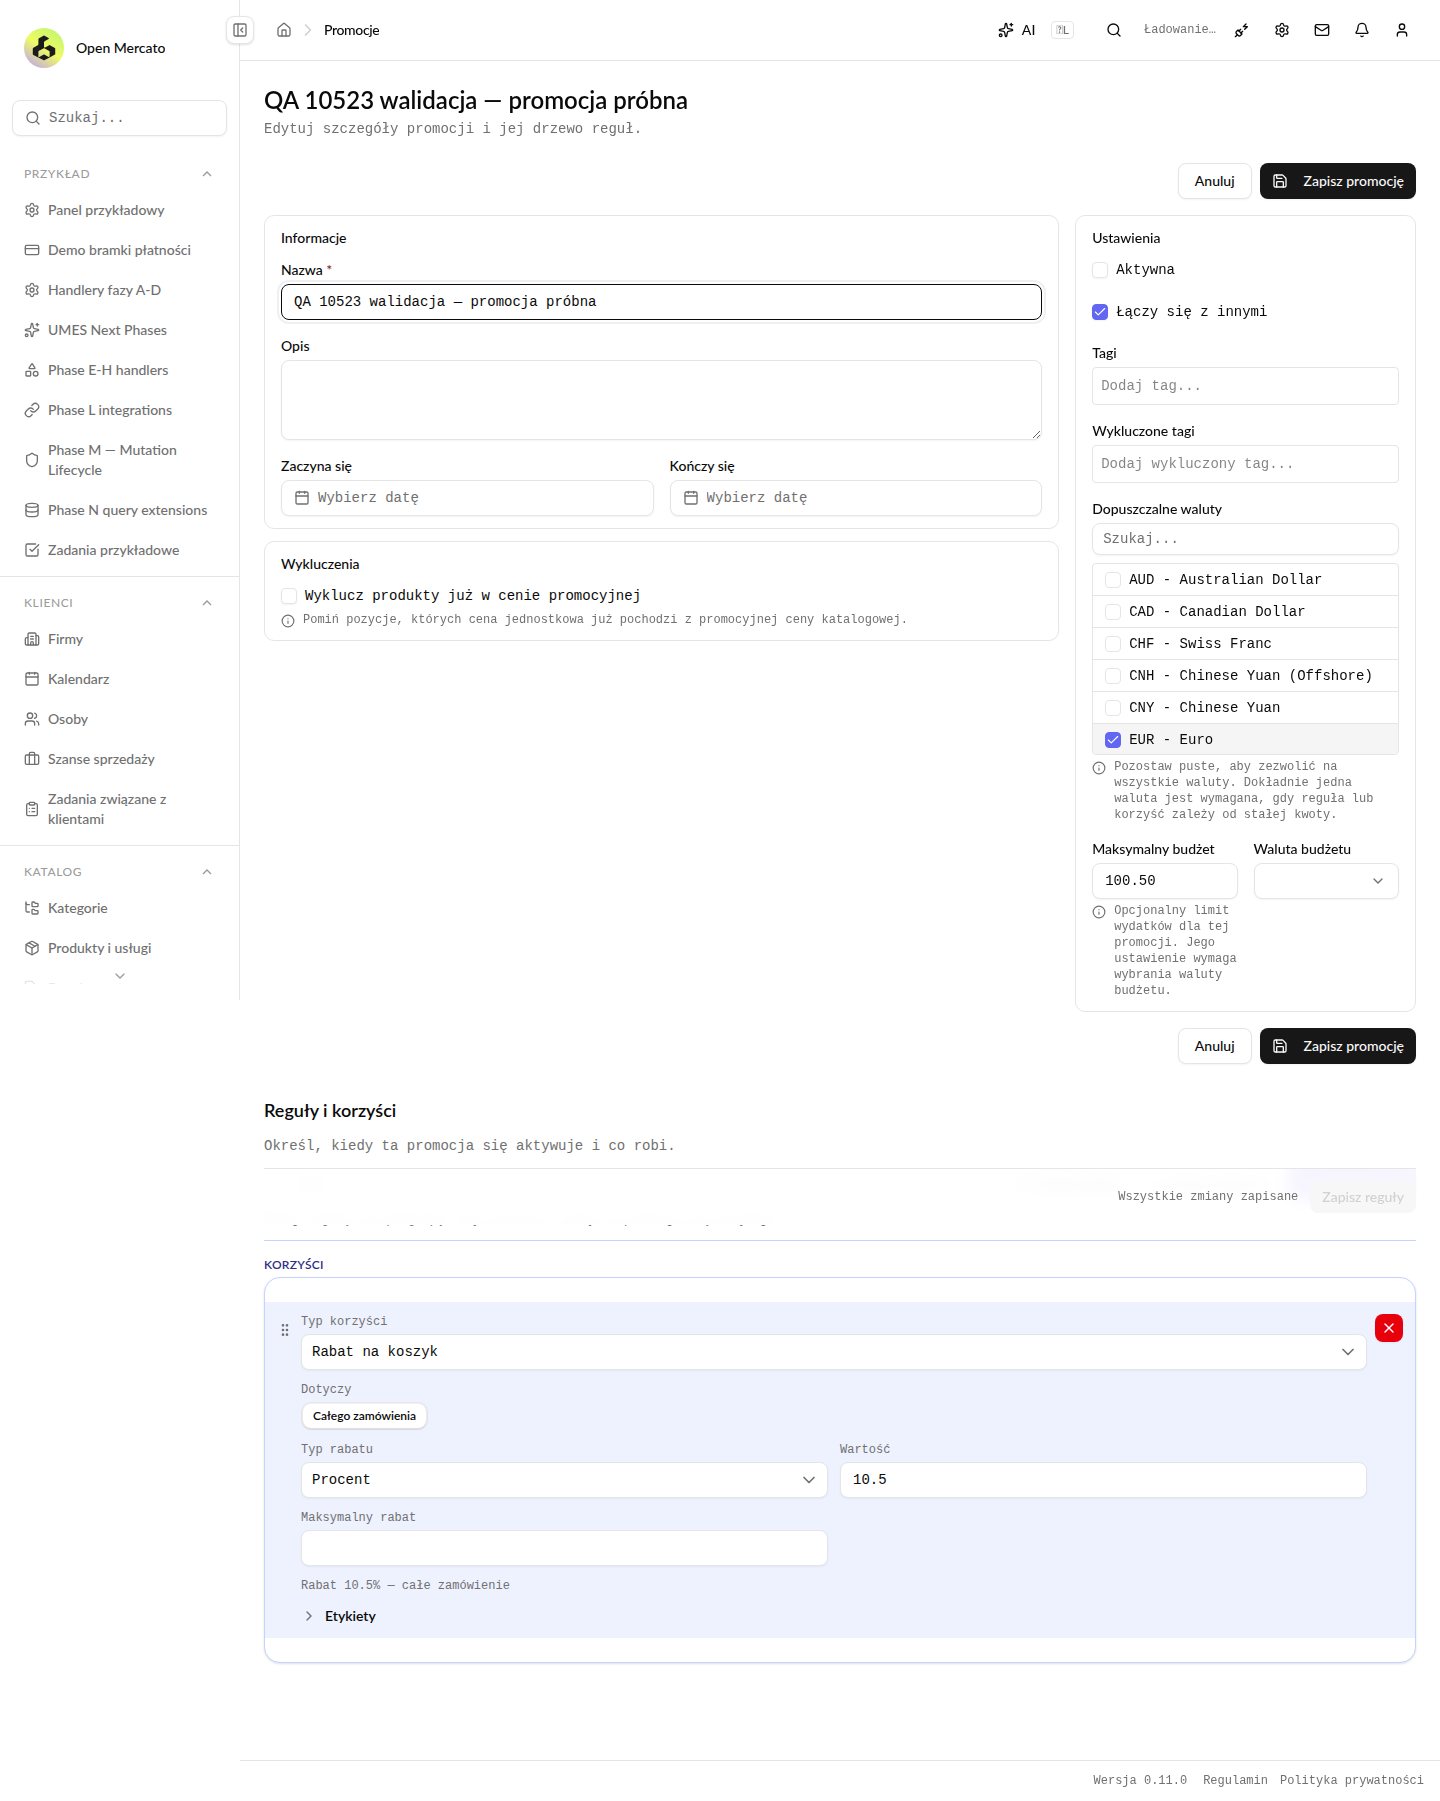 Open Mercato
Szukaj...
PRZYKŁAD
Panel przykładowy
Demo bramki płatności
Handlery fazy A-D
UMES Next Phases
Phase E-H handlers
Phase L integrations
Phase M — Mutation
Lifecycle
Phase N query extensions
Zadania przykładowe
KLIENCI
Firmy
Kalendarz
Osoby
Szanse sprzedaży
Zadania związane z
klientami
KATALOG
Kategorie
Produkty i usługi
Promocje
AI
Ładowanie…
QA 10523 walidacja — promocja próbna
Edytuj szczegóły promocji i jej drzewo reguł.
Anuluj
Zapisz promocję
Informacje
Nazwa *
QA 10523 walidacja — promocja próbna
Opis
Zaczyna się
Kończy się
Wybierz datę
Wybierz datę
Wykluczenia
Wyklucz produkty już w cenie promocyjnej
Pomiń pozycje, których cena jednostkowa już pochodzi z promocyjnej ceny katalogowej.
Ustawienia
Aktywna
Łączy się z innymi
Tagi
Dodaj tag...
Wykluczone tagi
Dodaj wykluczony tag...
Dopuszczalne waluty
Szukaj...
AUD - Australian Dollar
CAD - Canadian Dollar
CHF - Swiss Franc
CNH - Chinese Yuan (Offshore)
CNY - Chinese Yuan
EUR - Euro
Pozostaw puste, aby zezwolić na
wszystkie waluty. Dokładnie jedna
waluta jest wymagana, gdy reguła lub
korzyść zależy od stałej kwoty.
Maksymalny budżet
Waluta budżetu
100.50
Opcjonalny limit
wydatków dla tej
promocji. Jego
ustawienie wymaga
wybrania waluty
budżetu.
Anuluj
Zapisz promocję
Reguły i korzyści
Określ, kiedy ta promocja się aktywuje i co robi.
Wszystkie zmiany zapisane
Zapisz reguły
KORZYŚCI
Typ korzyści
Rabat na koszyk
Dotyczy
Całego zamówienia
Typ rabatu
Wartość
Procent
10.5
Maksymalny rabat
Rabat 10.5% — całe zamówienie
Etykiety
Wersja 0.11.0
Regulamin
Polityka prywatności